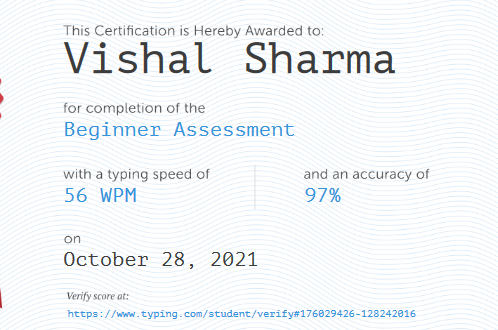 This Certification is Hereby Awarded to:
Vishal Sharma
for completion of the
Beginner Assessment
with a typing speed of
56 WPM
and an accuracy of
97%
on
October 28, 2021
Verify score at:
https://www.typing.com/student/verify#176029426-128242016